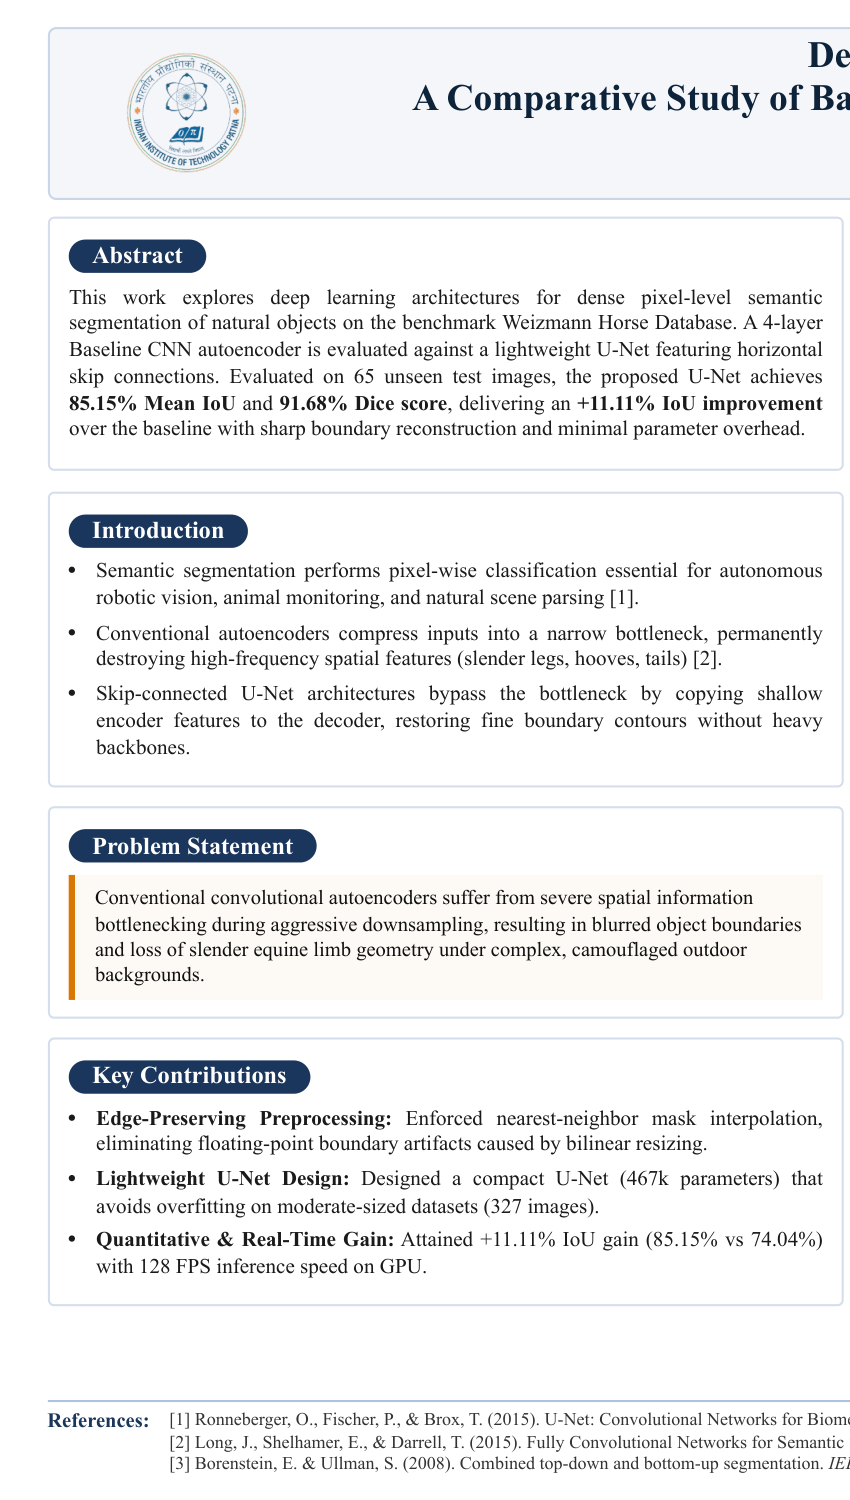 De
A Comparative Study of Ba
भारतीय प्रौद्योगिकी संस्थान पटना
INDIAN INSTITUTE OF TECHNOLOGY PATNA
Abstract
This work explores deep learning architectures for dense pixel-level semantic
segmentation of natural objects on the benchmark Weizmann Horse Database. A 4-layer
Baseline CNN autoencoder is evaluated against a lightweight U-Net featuring horizontal
skip connections. Evaluated on 65 unseen test images, the proposed U-Net achieves
85.15% Mean IoU and 91.68% Dice score, delivering an +11.11% IoU improvement
over the baseline with sharp boundary reconstruction and minimal parameter overhead.
Introduction
• Semantic segmentation performs pixel-wise classification essential for autonomous
robotic vision, animal monitoring, and natural scene parsing [1].
• Conventional autoencoders compress inputs into a narrow bottleneck, permanently
destroying high-frequency spatial features (slender legs, hooves, tails) [2].
• Skip-connected U-Net architectures bypass the bottleneck by copying shallow
encoder features to the decoder, restoring fine boundary contours without heavy
backbones.
Problem Statement
Conventional convolutional autoencoders suffer from severe spatial information
bottlenecking during aggressive downsampling, resulting in blurred object boundaries
and loss of slender equine limb geometry under complex, camouflaged outdoor
backgrounds.
Key Contributions
• Edge-Preserving Preprocessing: Enforced nearest-neighbor mask interpolation,
eliminating floating-point boundary artifacts caused by bilinear resizing.
• Lightweight U-Net Design: Designed a compact U-Net (467k parameters) that
avoids overfitting on moderate-sized datasets (327 images).
• Quantitative & Real-Time Gain: Attained +11.11% IoU gain (85.15% vs 74.04%)
with 128 FPS inference speed on GPU.
References: [1] Ronneberger, O., Fischer, P., & Brox, T. (2015). U-Net: Convolutional Networks for Biome
[2] Long, J., Shelhamer, E., & Darrell, T. (2015). Fully Convolutional Networks for Semantic
[3] Borenstein, E. & Ullman, S. (2008). Combined top-down and bottom-up segmentation. IEE